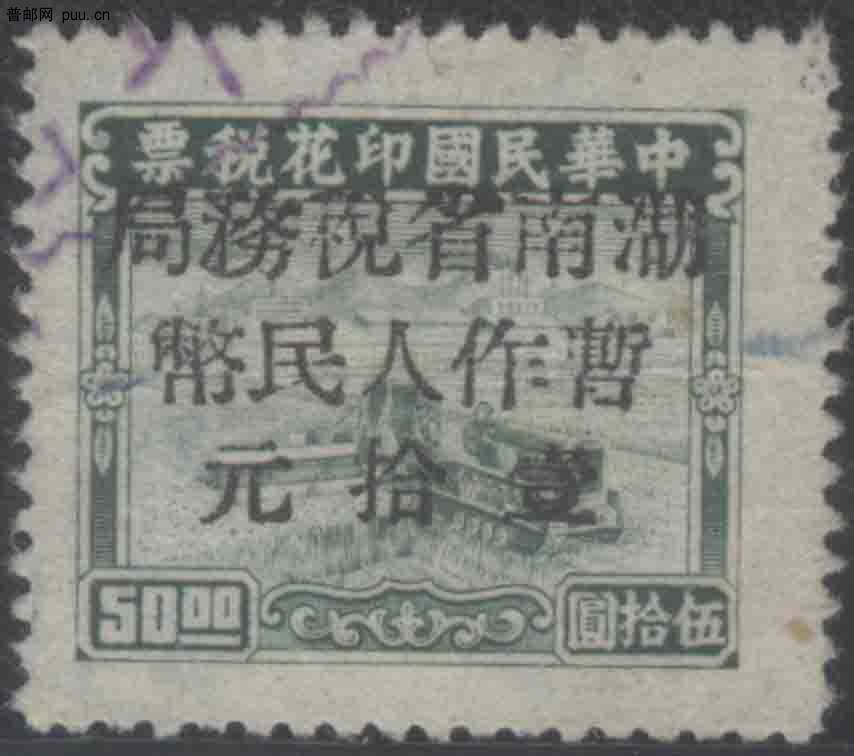 普邮网 puu.cn
中華民國印花税票
湖南省稅務局
暫作人民幣
壹拾元
50.00
伍拾圓